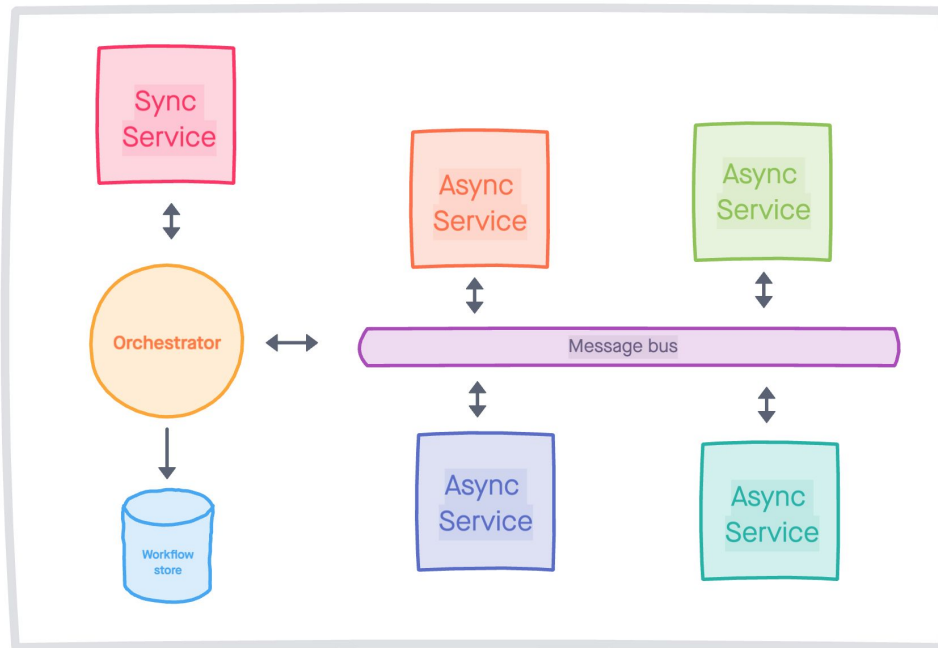 Sync
Service
Async
Service
Async
Service
Orchestrator
Message bus
Async
Service
Async
Service
Workflow
store